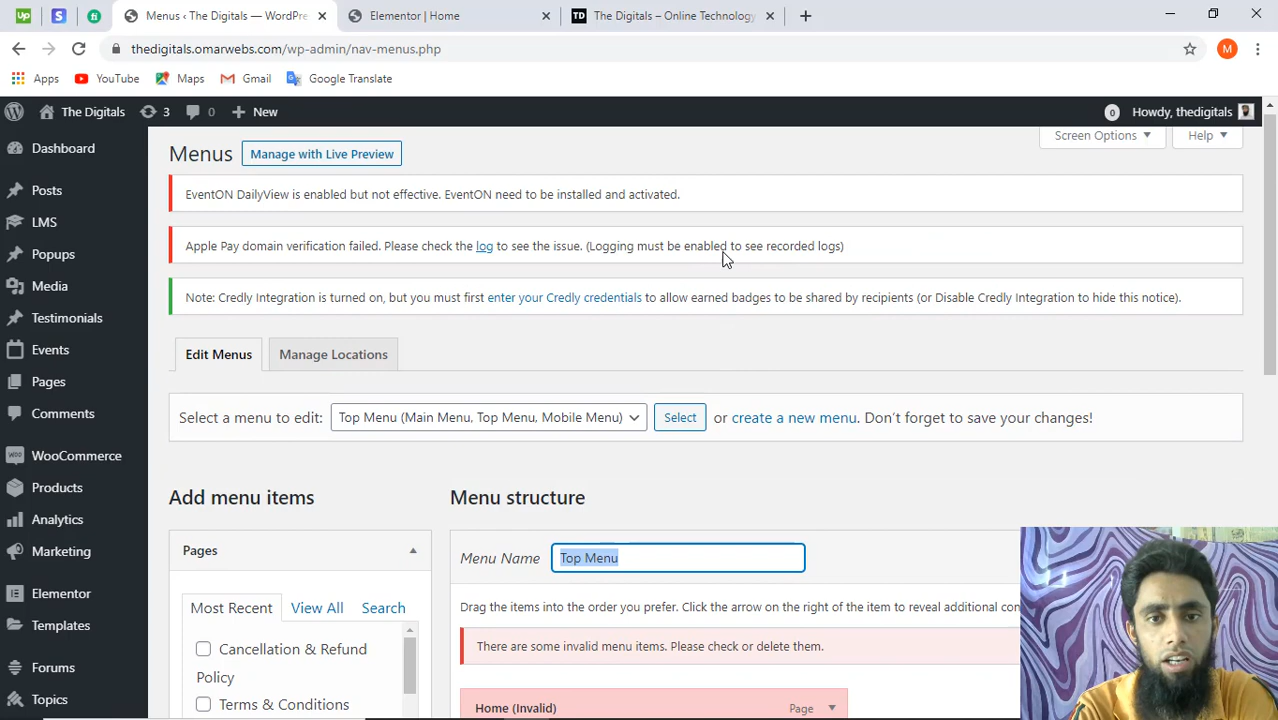 Up
S
fi
Menus ‹ The Digitals — WordPre
Elementor | Home
TD
The Digitals – Online Technology
thedigitals.omarwebs.com/wp-admin/nav-menus.php
M
Apps
YouTube
Maps
Gmail
Google Translate
The Digitals
3
0
New
0
Howdy, thedigitals
Dashboard
Posts
LMS
Popups
Media
Testimonials
Events
Pages
Comments
WooCommerce
Products
Analytics
Marketing
Elementor
Templates
Forums
Topics
Screen Options
Help
Menus
Manage with Live Preview
EventON DailyView is enabled but not effective. EventON need to be installed and activated.
Apple Pay domain verification failed. Please check the log to see the issue. (Logging must be enabled to see recorded logs)
Note: Credly Integration is turned on, but you must first enter your Credly credentials to allow earned badges to be shared by recipients (or Disable Credly Integration to hide this notice).
Edit Menus
Manage Locations
Select a menu to edit:
Top Menu (Main Menu, Top Menu, Mobile Menu)
Select
or create a new menu. Don’t forget to save your changes!
Add menu items
Pages
Most Recent
View All
Search
Cancellation & Refund
Policy
Terms & Conditions
Menu structure
Menu Name
Top Menu
Drag the items into the order you prefer. Click the arrow on the right of the item to reveal additional con
There are some invalid menu items. Please check or delete them.
Home (Invalid)
Page